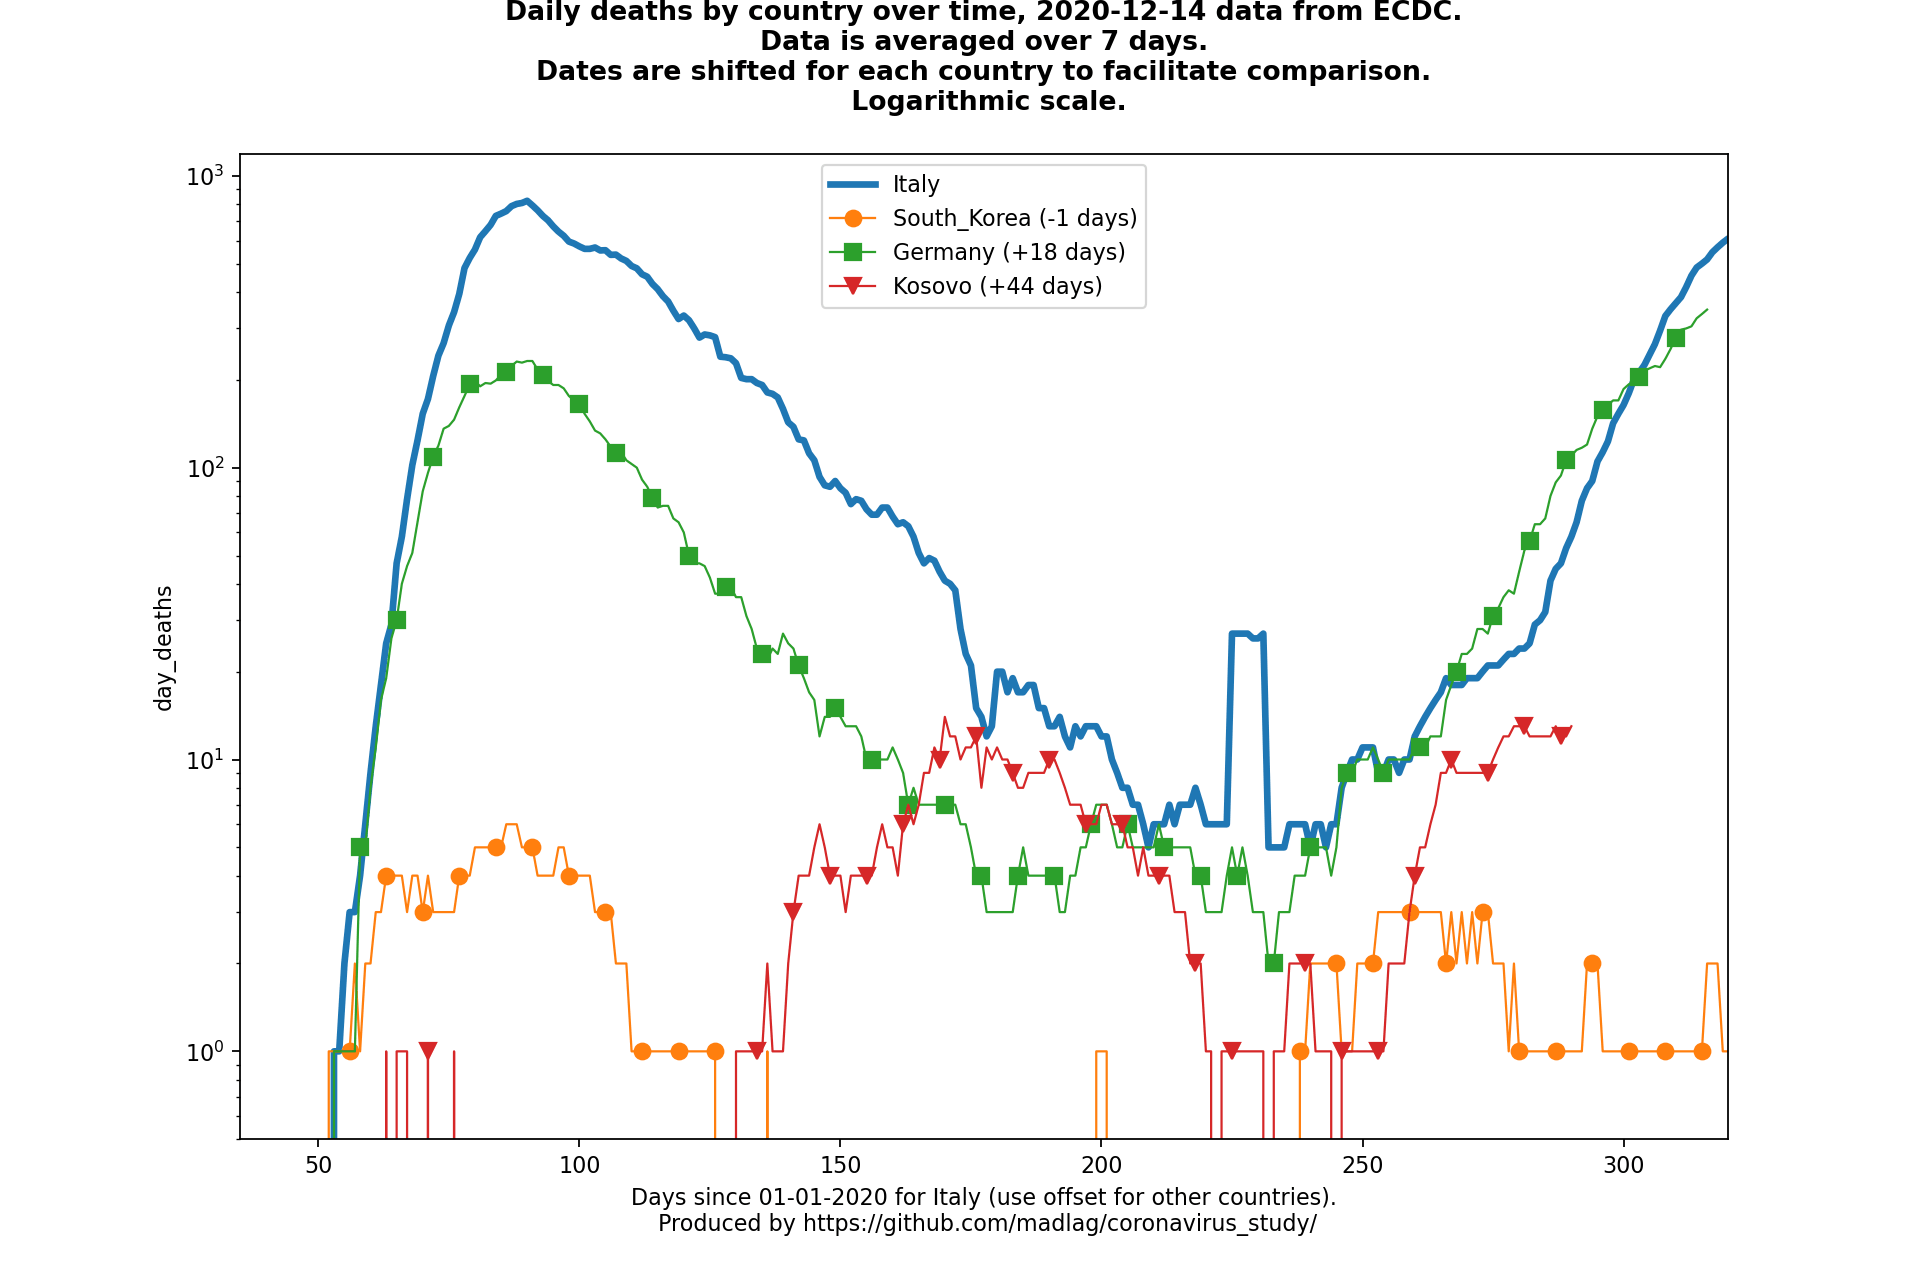 Daily deaths by country over time, 2020-12-14 data from ECDC.
Data is averaged over 7 days.
Dates are shifted for each country to facilitate comparison.
Logarithmic scale.
10³
Italy
South_Korea (-1 days)
Germany (+18 days)
Kosovo (+44 days)
10²
day_deaths
10¹
10⁰
50 100 150 200 250 300
Days since 01-01-2020 for Italy (use offset for other countries).
Produced by https://github.com/madlag/coronavirus_study/